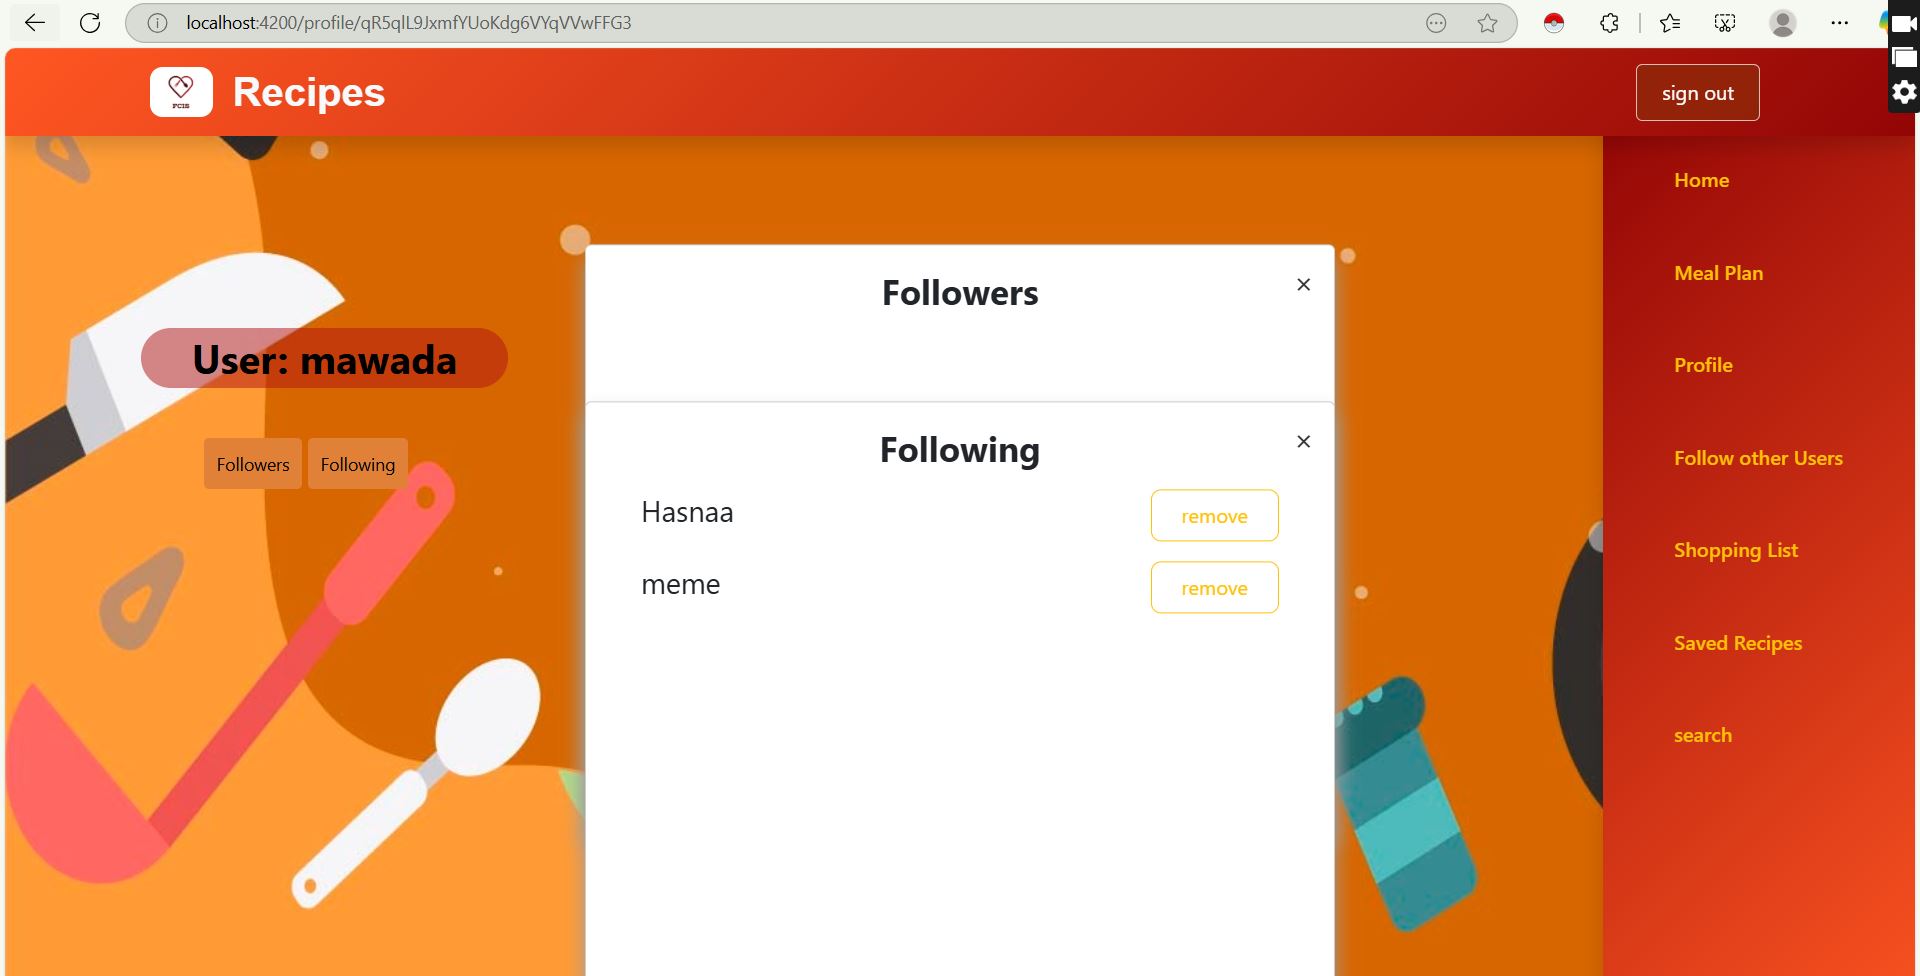 localhost:4200/profile/qR5qlL9JxmfYUoKdg6VYqVVwFFG3
FCIS
Recipes
sign out
Home
Meal Plan
Profile
Follow other Users
Shopping List
Saved Recipes
search
User: mawada
Followers Following
Followers
×
Following
×
Hasnaa remove
meme remove